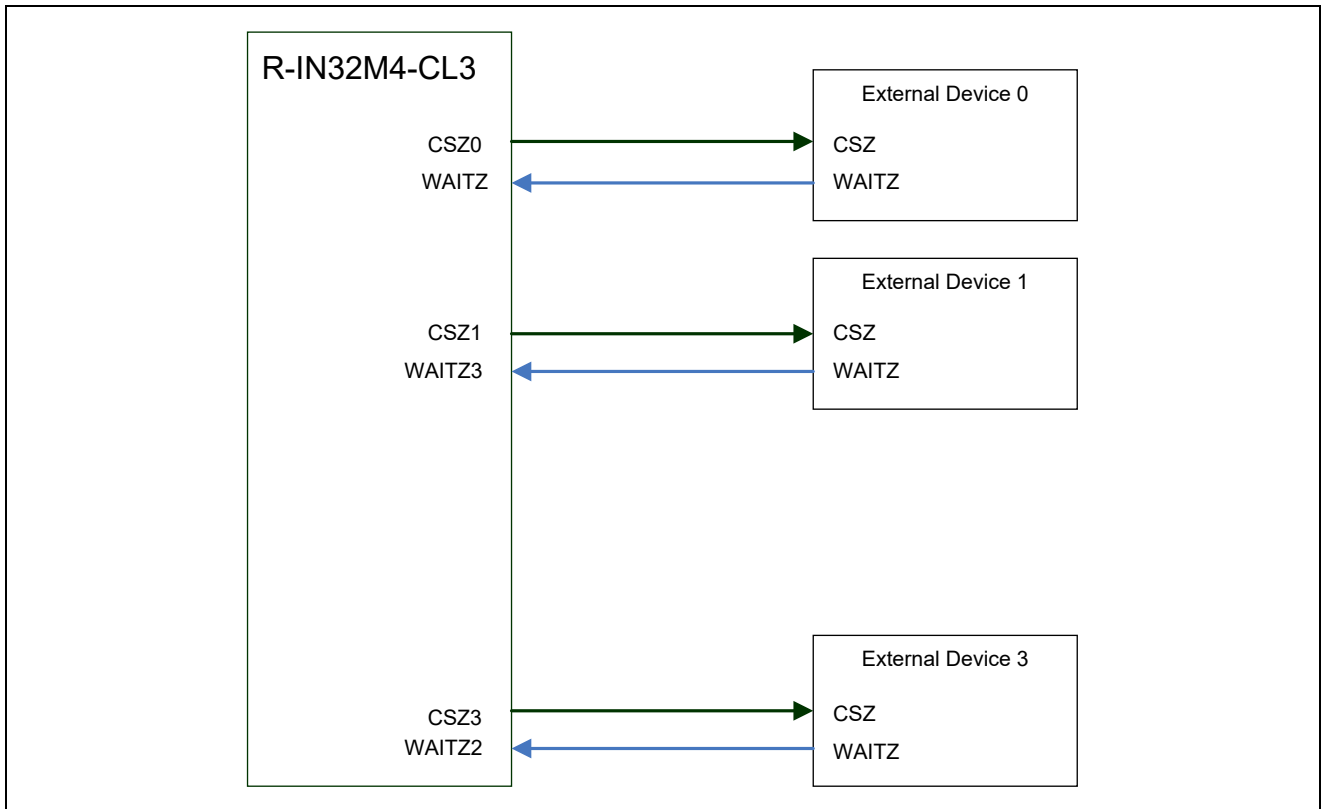 R-IN32M4-CL3
CSZ0
WAITZ
External Device 0
CSZ
WAITZ
CSZ1
WAITZ3
External Device 1
CSZ
WAITZ
CSZ3
WAITZ2
External Device 3
CSZ
WAITZ